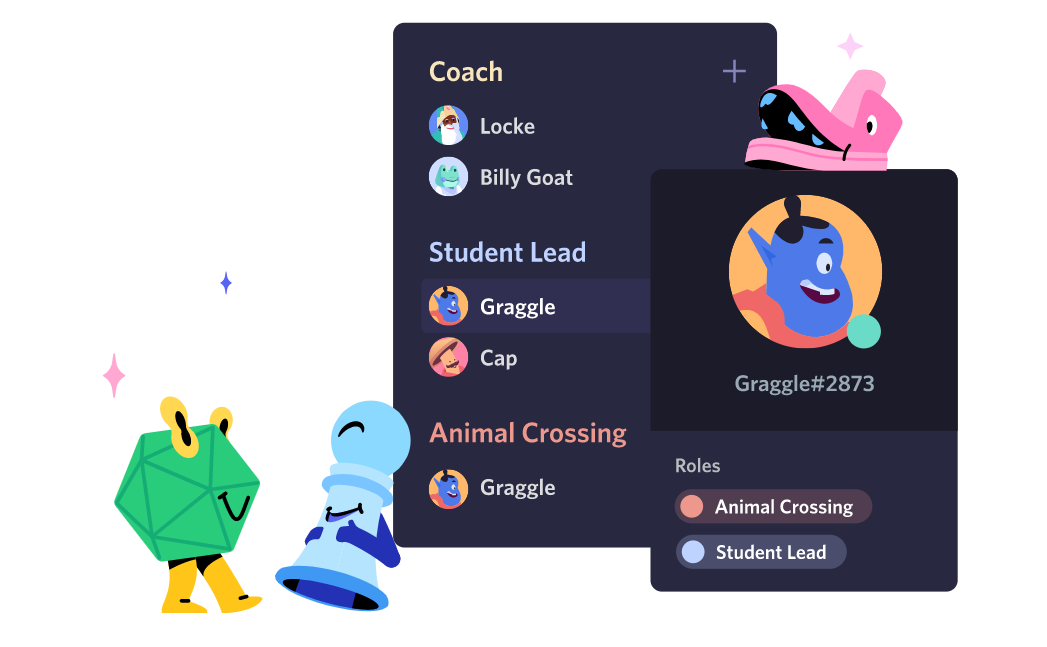 Coach
Locke
Billy Goat
Student Lead
Graggle
Cap
Animal Crossing
Graggle
Graggle#2873
Roles
Animal Crossing
Student Lead